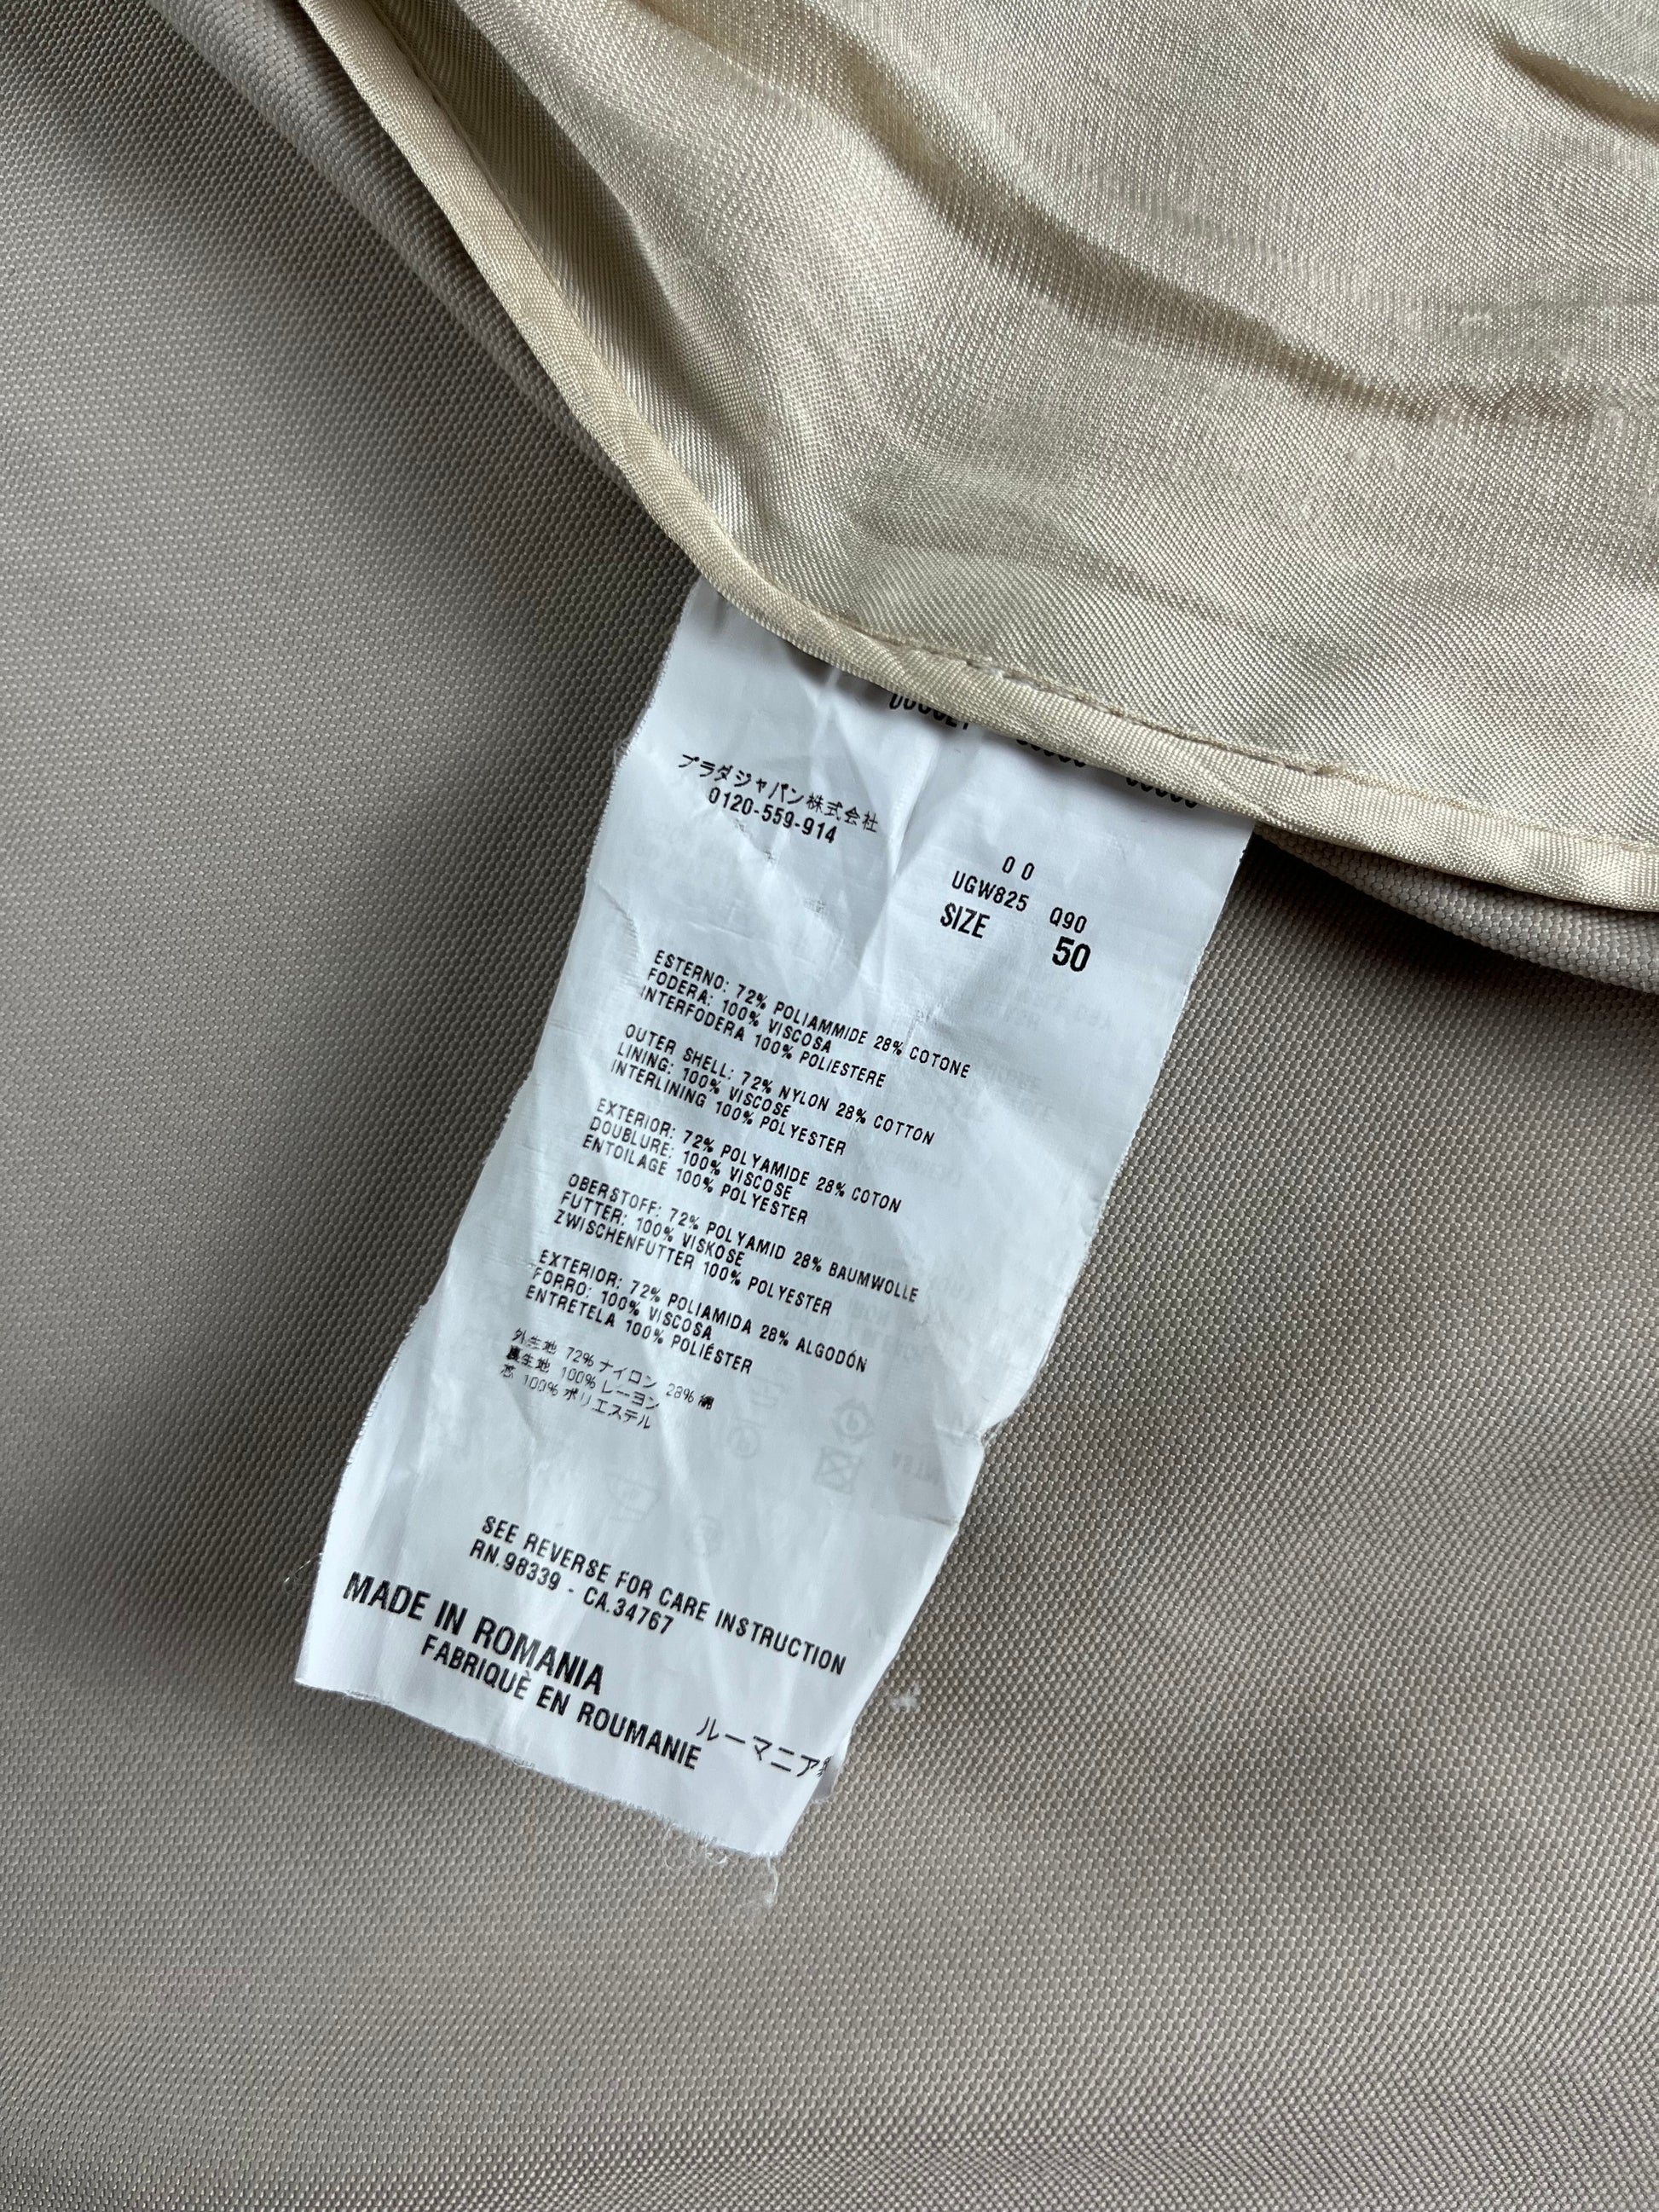 プラダジャパン株式会社
0120-559-914
0 0
UGW825 Q90
SIZE 50
ESTERNO: 72% POLIAMMIDE 28% COTONE
FODERA: 100% VISCOSA
INTERFODERA 100% POLIESTERE
OUTER SHELL: 72% NYLON 28% COTTON
LINING: 100% VISCOSE
INTERLINING 100% POLYESTER
EXTERIOR: 72% POLYAMIDE 28% COTON
DOUBLURE: 100% VISCOSE
ENTOILAGE 100% POLYESTER
OBERSTOFF: 72% POLYAMID 28% BAUMWOLLE
FUTTER: 100% VISKOSE
ZWISCHENFUTTER 100% POLYESTER
EXTERIOR: 72% POLIAMIDA 28% ALGODÓN
FORRO: 100% VISCOSA
ENTRETELA 100% POLIÉSTER
外生地 72% ナイロン 28% 綿
裏生地 100% レーヨン
芯 100% ポリエステル
SEE REVERSE FOR CARE INSTRUCTION
RN.98339 - CA.34767
MADE IN ROMANIA
FABRIQUÈ EN ROUMANIE
ルーマニア